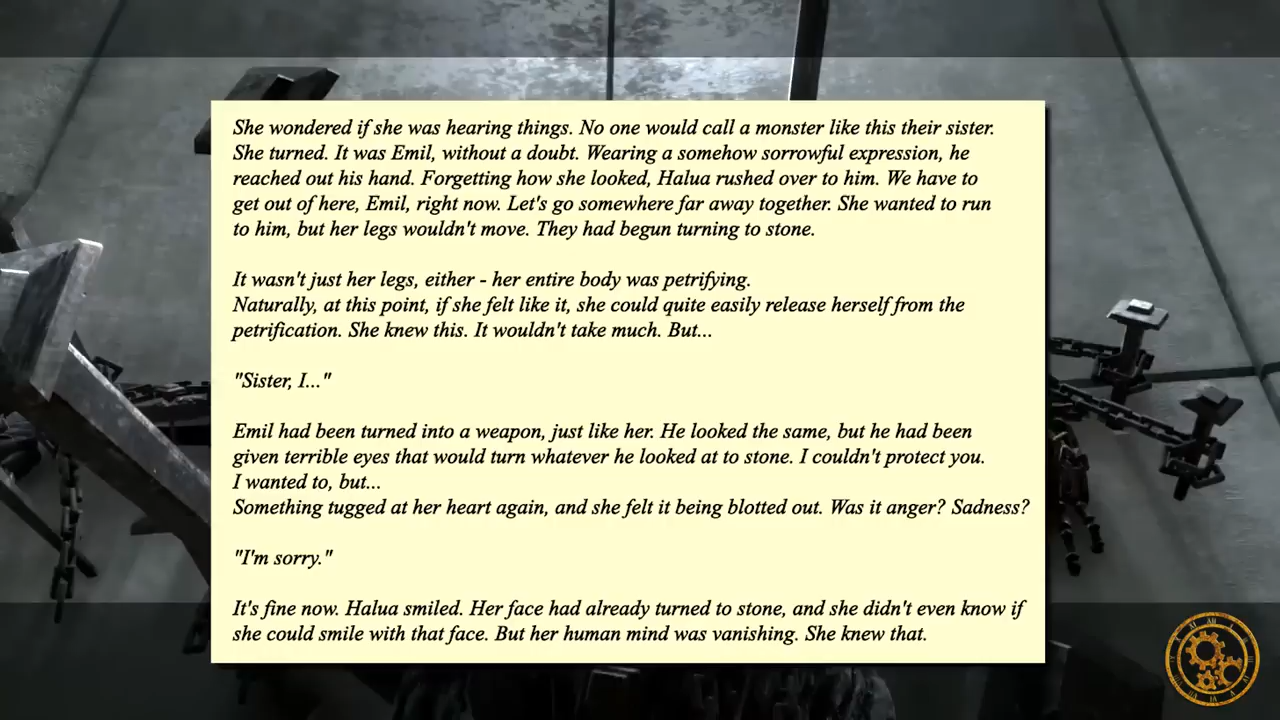 She wondered if she was hearing things. No one would call a monster like this their sister.
She turned. It was Emil, without a doubt. Wearing a somehow sorrowful expression, he
reached out his hand. Forgetting how she looked, Halua rushed over to him. We have to
get out of here, Emil, right now. Let's go somewhere far away together. She wanted to run
to him, but her legs wouldn't move. They had begun turning to stone.
It wasn't just her legs, either - her entire body was petrifying.
Naturally, at this point, if she felt like it, she could quite easily release herself from the
petrification. She knew this. It wouldn't take much. But...
"Sister, I..."
Emil had been turned into a weapon, just like her. He looked the same, but he had been
given terrible eyes that would turn whatever he looked at to stone. I couldn't protect you.
I wanted to, but...
Something tugged at her heart again, and she felt it being blotted out. Was it anger? Sadness?
"I'm sorry."
It's fine now. Halua smiled. Her face had already turned to stone, and she didn't even know if
she could smile with that face. But her human mind was vanishing. She knew that.